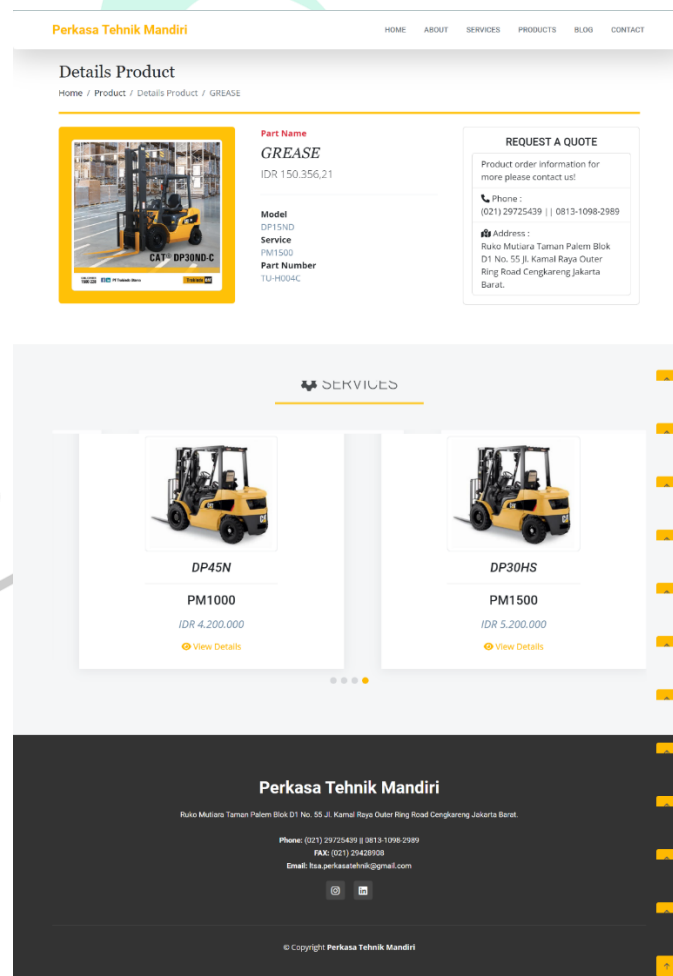 Perkasa Tehnik Mandiri
HOME ABOUT SERVICES PRODUCTS BLOG CONTACT
Details Product
Home / Product / Details Product / GREASE
CAT® DP30ND-C
Part Name
GREASE
IDR 150.356,21
Model
DP15ND
Service
PM1500
Part Number
TU-H004C
REQUEST A QUOTE
Product order information for
more please contact us!
Phone :
(021) 29725439 || 0813-1098-2989
Address :
Ruko Mutiara Taman Palem Blok
D1 No. 55 Jl. Kamal Raya Outer
Ring Road Cengkareng Jakarta
Barat.
SERVICES
DP45N
PM1000
IDR 4.200.000
View Details
DP30HS
PM1500
IDR 5.200.000
View Details
Perkasa Tehnik Mandiri
Ruko Mutiara Taman Palem Blok D1 No. 55 Jl. Kamal Raya Outer Ring Road Cengkareng Jakarta Barat.
Phone: (021) 29725439 || 0813-1098-2989
FAX: (021) 29428908
Email: ltsa.perkasatehnik@gmail.com
© Copyright Perkasa Tehnik Mandiri